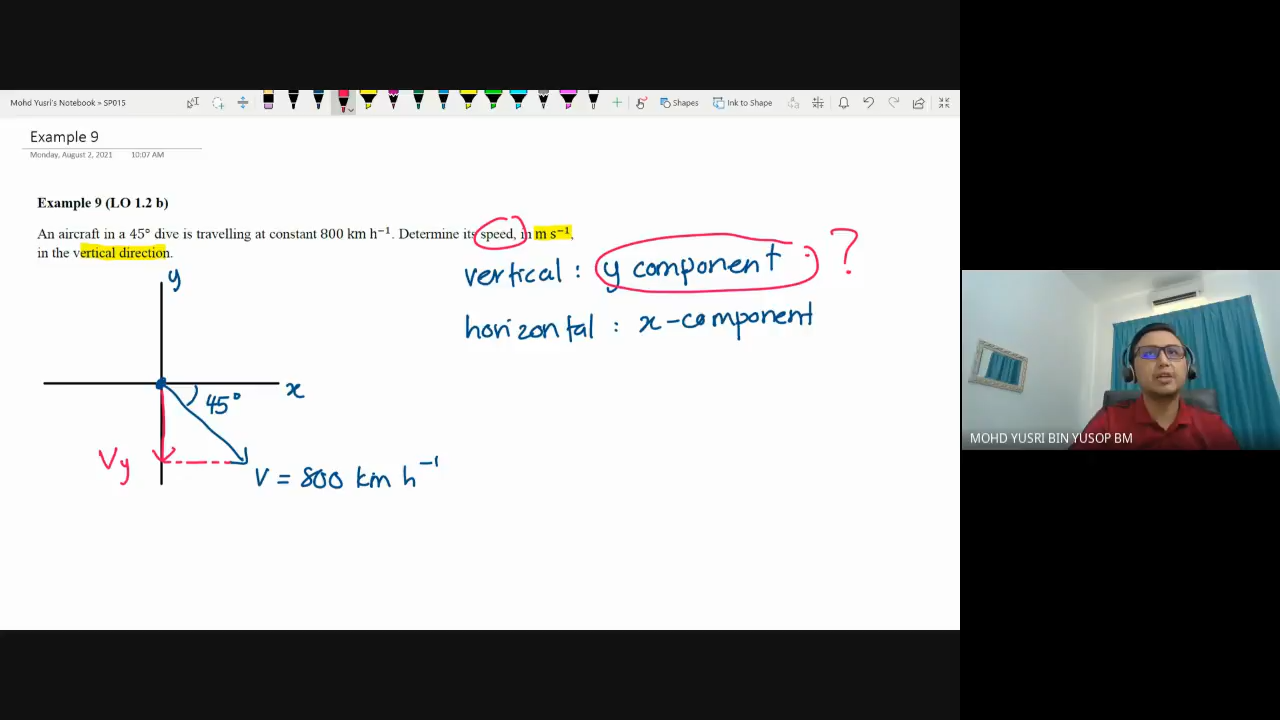 Mohd Yusri's Notebook » SP015
Shapes
Ink to Shape
Example 9
Monday, August 2, 2021 10:07 AM
Example 9 (LO 1.2 b)
An aircraft in a 45° dive is travelling at constant 800 km h⁻¹. Determine its speed, in m s⁻¹,
in the vertical direction.
vertical : y component ?
horizontal : x-component
y
x
45°
Vy
V = 800 km h⁻¹
MOHD YUSRI BIN YUSOP BM